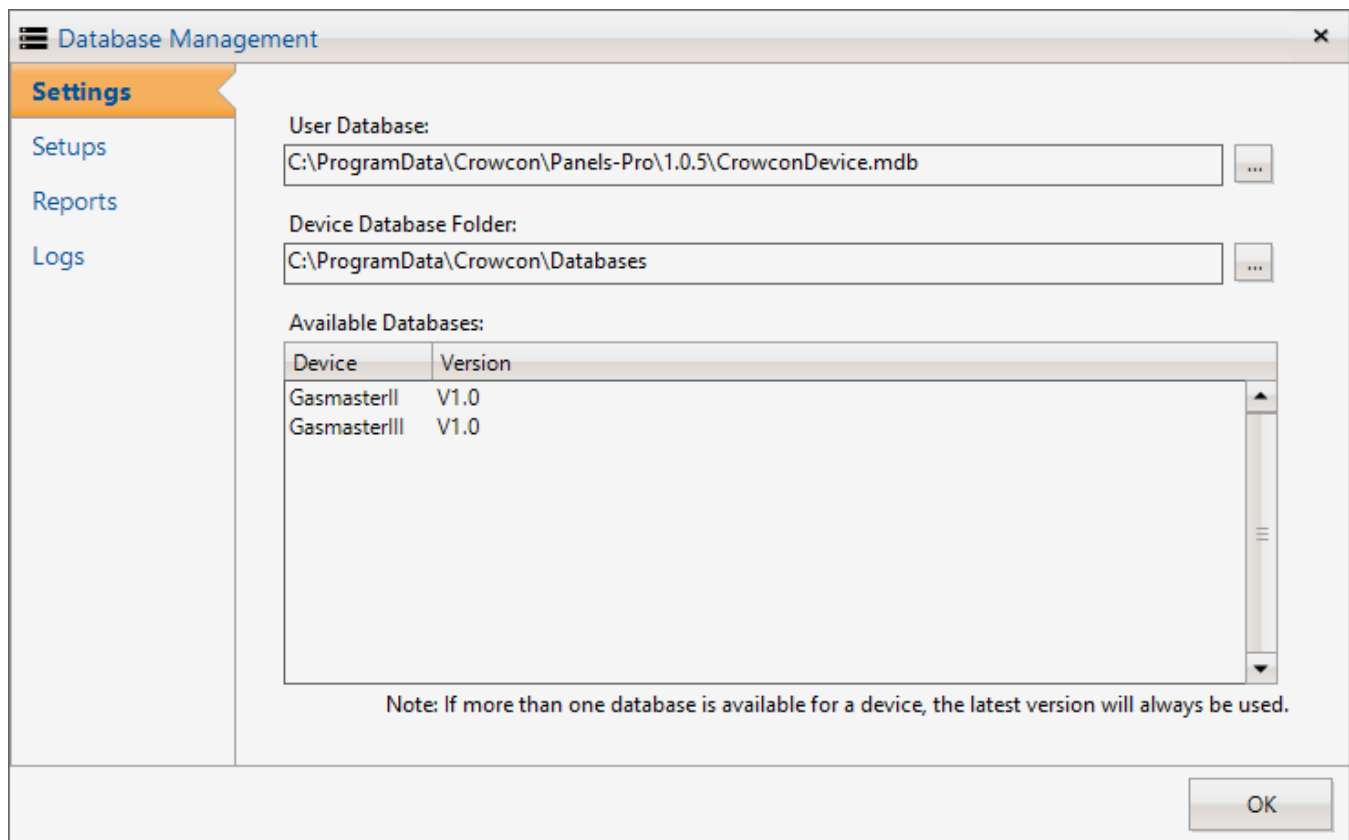 Database Management
Settings
Setups
Reports
Logs
User Database:
C:\ProgramData\Crowcon\Panels-Pro\1.0.5\CrowconDevice.mdb
...
Device Database Folder:
C:\ProgramData\Crowcon\Databases
...
Available Databases:
Device Version
GasmasterII V1.0
GasmasterIII V1.0
Note: If more than one database is available for a device, the latest version will always be used.
OK